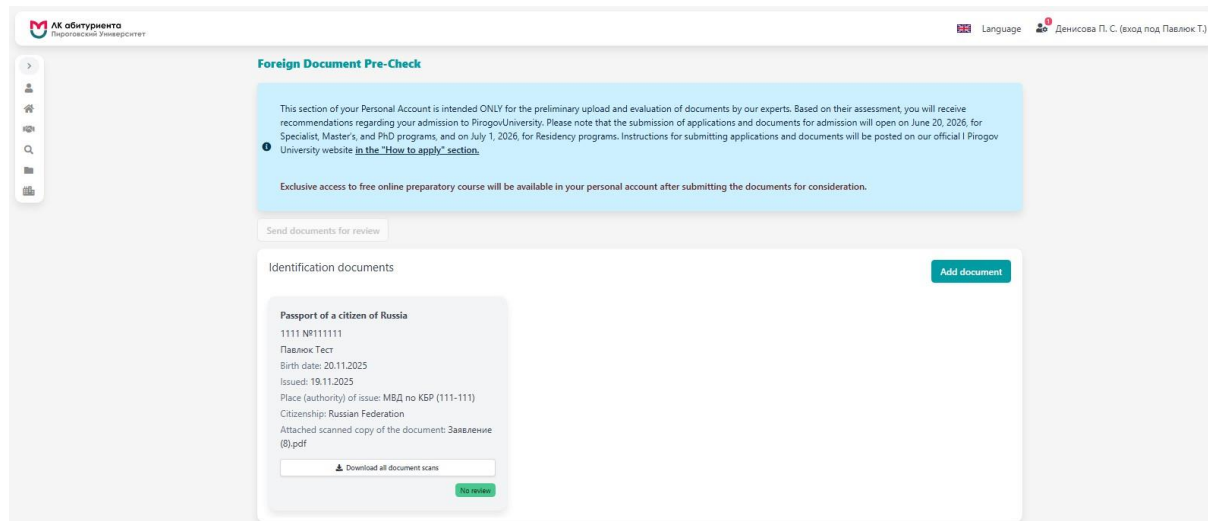 ЛК абитуриента
Пироговский Университет
Language
1
Денисова П. С. (вход под Павлюк Т.)
Foreign Document Pre-Check
This section of your Personal Account is intended ONLY for the preliminary upload and evaluation of documents by our experts. Based on their assessment, you will receive
recommendations regarding your admission to PirogovUniversity. Please note that the submission of applications and documents for admission will open on June 20, 2026, for
Specialist, Master's, and PhD programs, and on July 1, 2026, for Residency programs. Instructions for submitting applications and documents will be posted on our official I Pirogov
University website in the "How to apply" section.
Exclusive access to free online preparatory course will be available in your personal account after submitting the documents for consideration.
Send documents for review
Identification documents
Add document
Passport of a citizen of Russia
1111 №111111
Павлюк Тест
Birth date: 20.11.2025
Issued: 19.11.2025
Place (authority) of issue: МВД по КБР (111-111)
Citizenship: Russian Federation
Attached scanned copy of the document: Заявление
(8).pdf
Download all document scans
No review